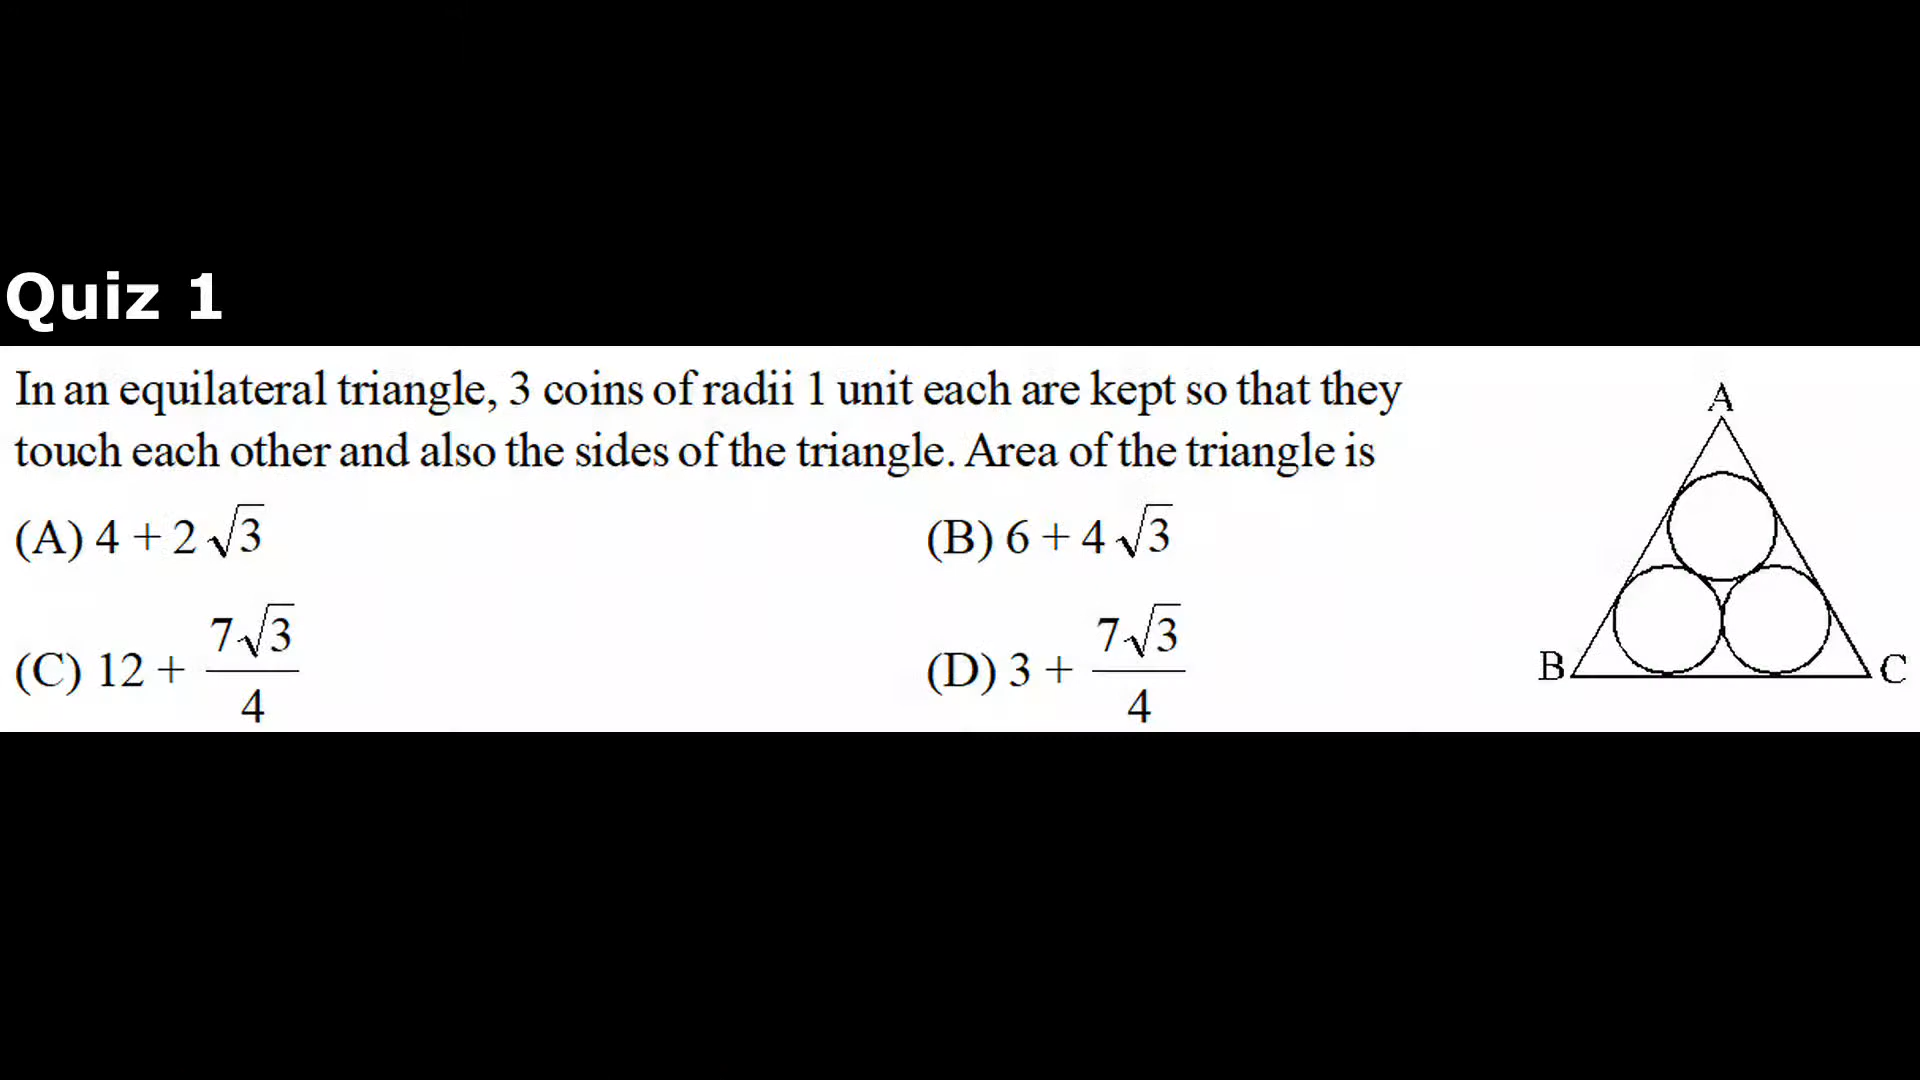 Quiz 1
In an equilateral triangle, 3 coins of radii 1 unit each are kept so that they
touch each other and also the sides of the triangle. Area of the triangle is
(A) 4 + 2√3 (B) 6 + 4√3
(C) 12 + 7√3/4 (D) 3 + 7√3/4
A
B C